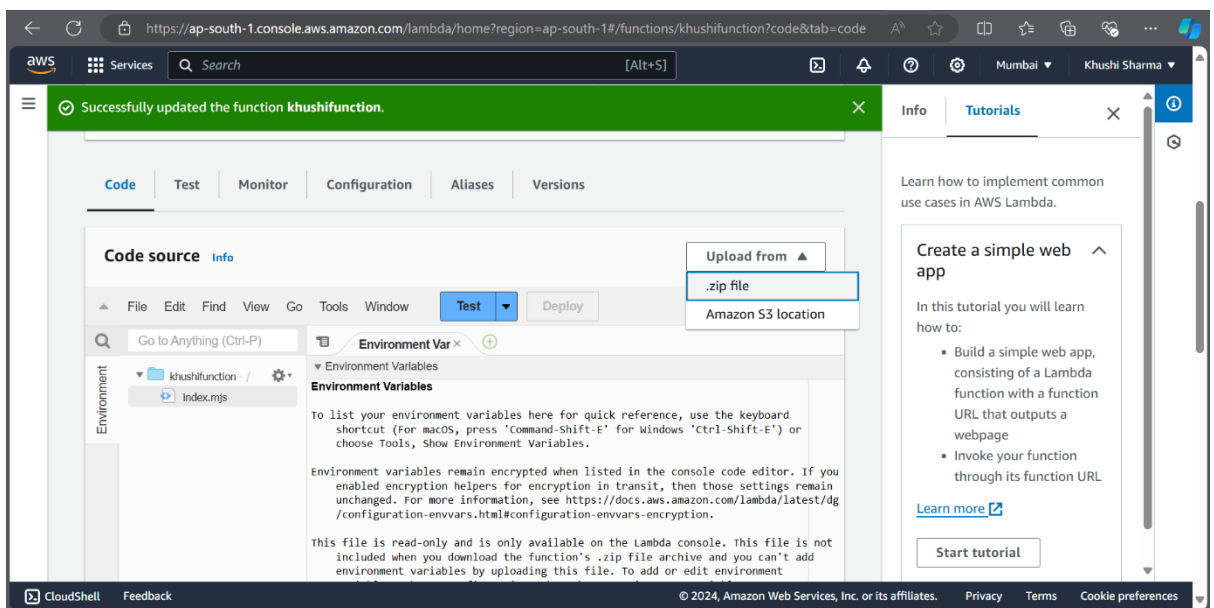 https://ap-south-1.console.aws.amazon.com/lambda/home?region=ap-south-1#/functions/khushifunction?code&tab=code
aws
Services
Search
[Alt+S]
Mumbai ▼
Khushi Sharma ▼
Successfully updated the function khushifunction.
Code
Test
Monitor
Configuration
Aliases
Versions
Code source Info
Upload from ▲
.zip file
Amazon S3 location
File Edit Find View Go Tools Window
Test
Deploy
Go to Anything (Ctrl-P)
Environment Var ×
Environment
khushifunction - /
index.mjs
▼ Environment Variables
Environment Variables
To list your environment variables here for quick reference, use the keyboard
shortcut (For macOS, press 'Command-Shift-E' for Windows 'Ctrl-Shift-E') or
choose Tools, Show Environment Variables.
Environment variables remain encrypted when listed in the console code editor. If you
enabled encryption helpers for encryption in transit, then those settings remain
unchanged. For more information, see https://docs.aws.amazon.com/lambda/latest/dg
/configuration-envvars.html#configuration-envvars-encryption.
This file is read-only and is only available on the Lambda console. This file is not
included when you download the function's .zip file archive and you can't add
environment variables by uploading this file. To add or edit environment
Info
Tutorials
Learn how to implement common
use cases in AWS Lambda.
Create a simple web
app
In this tutorial you will learn
how to:
• Build a simple web app,
consisting of a Lambda
function with a function
URL that outputs a
webpage
• Invoke your function
through its function URL
Learn more
Start tutorial
CloudShell
Feedback
© 2024, Amazon Web Services, Inc. or its affiliates.
Privacy
Terms
Cookie preferences